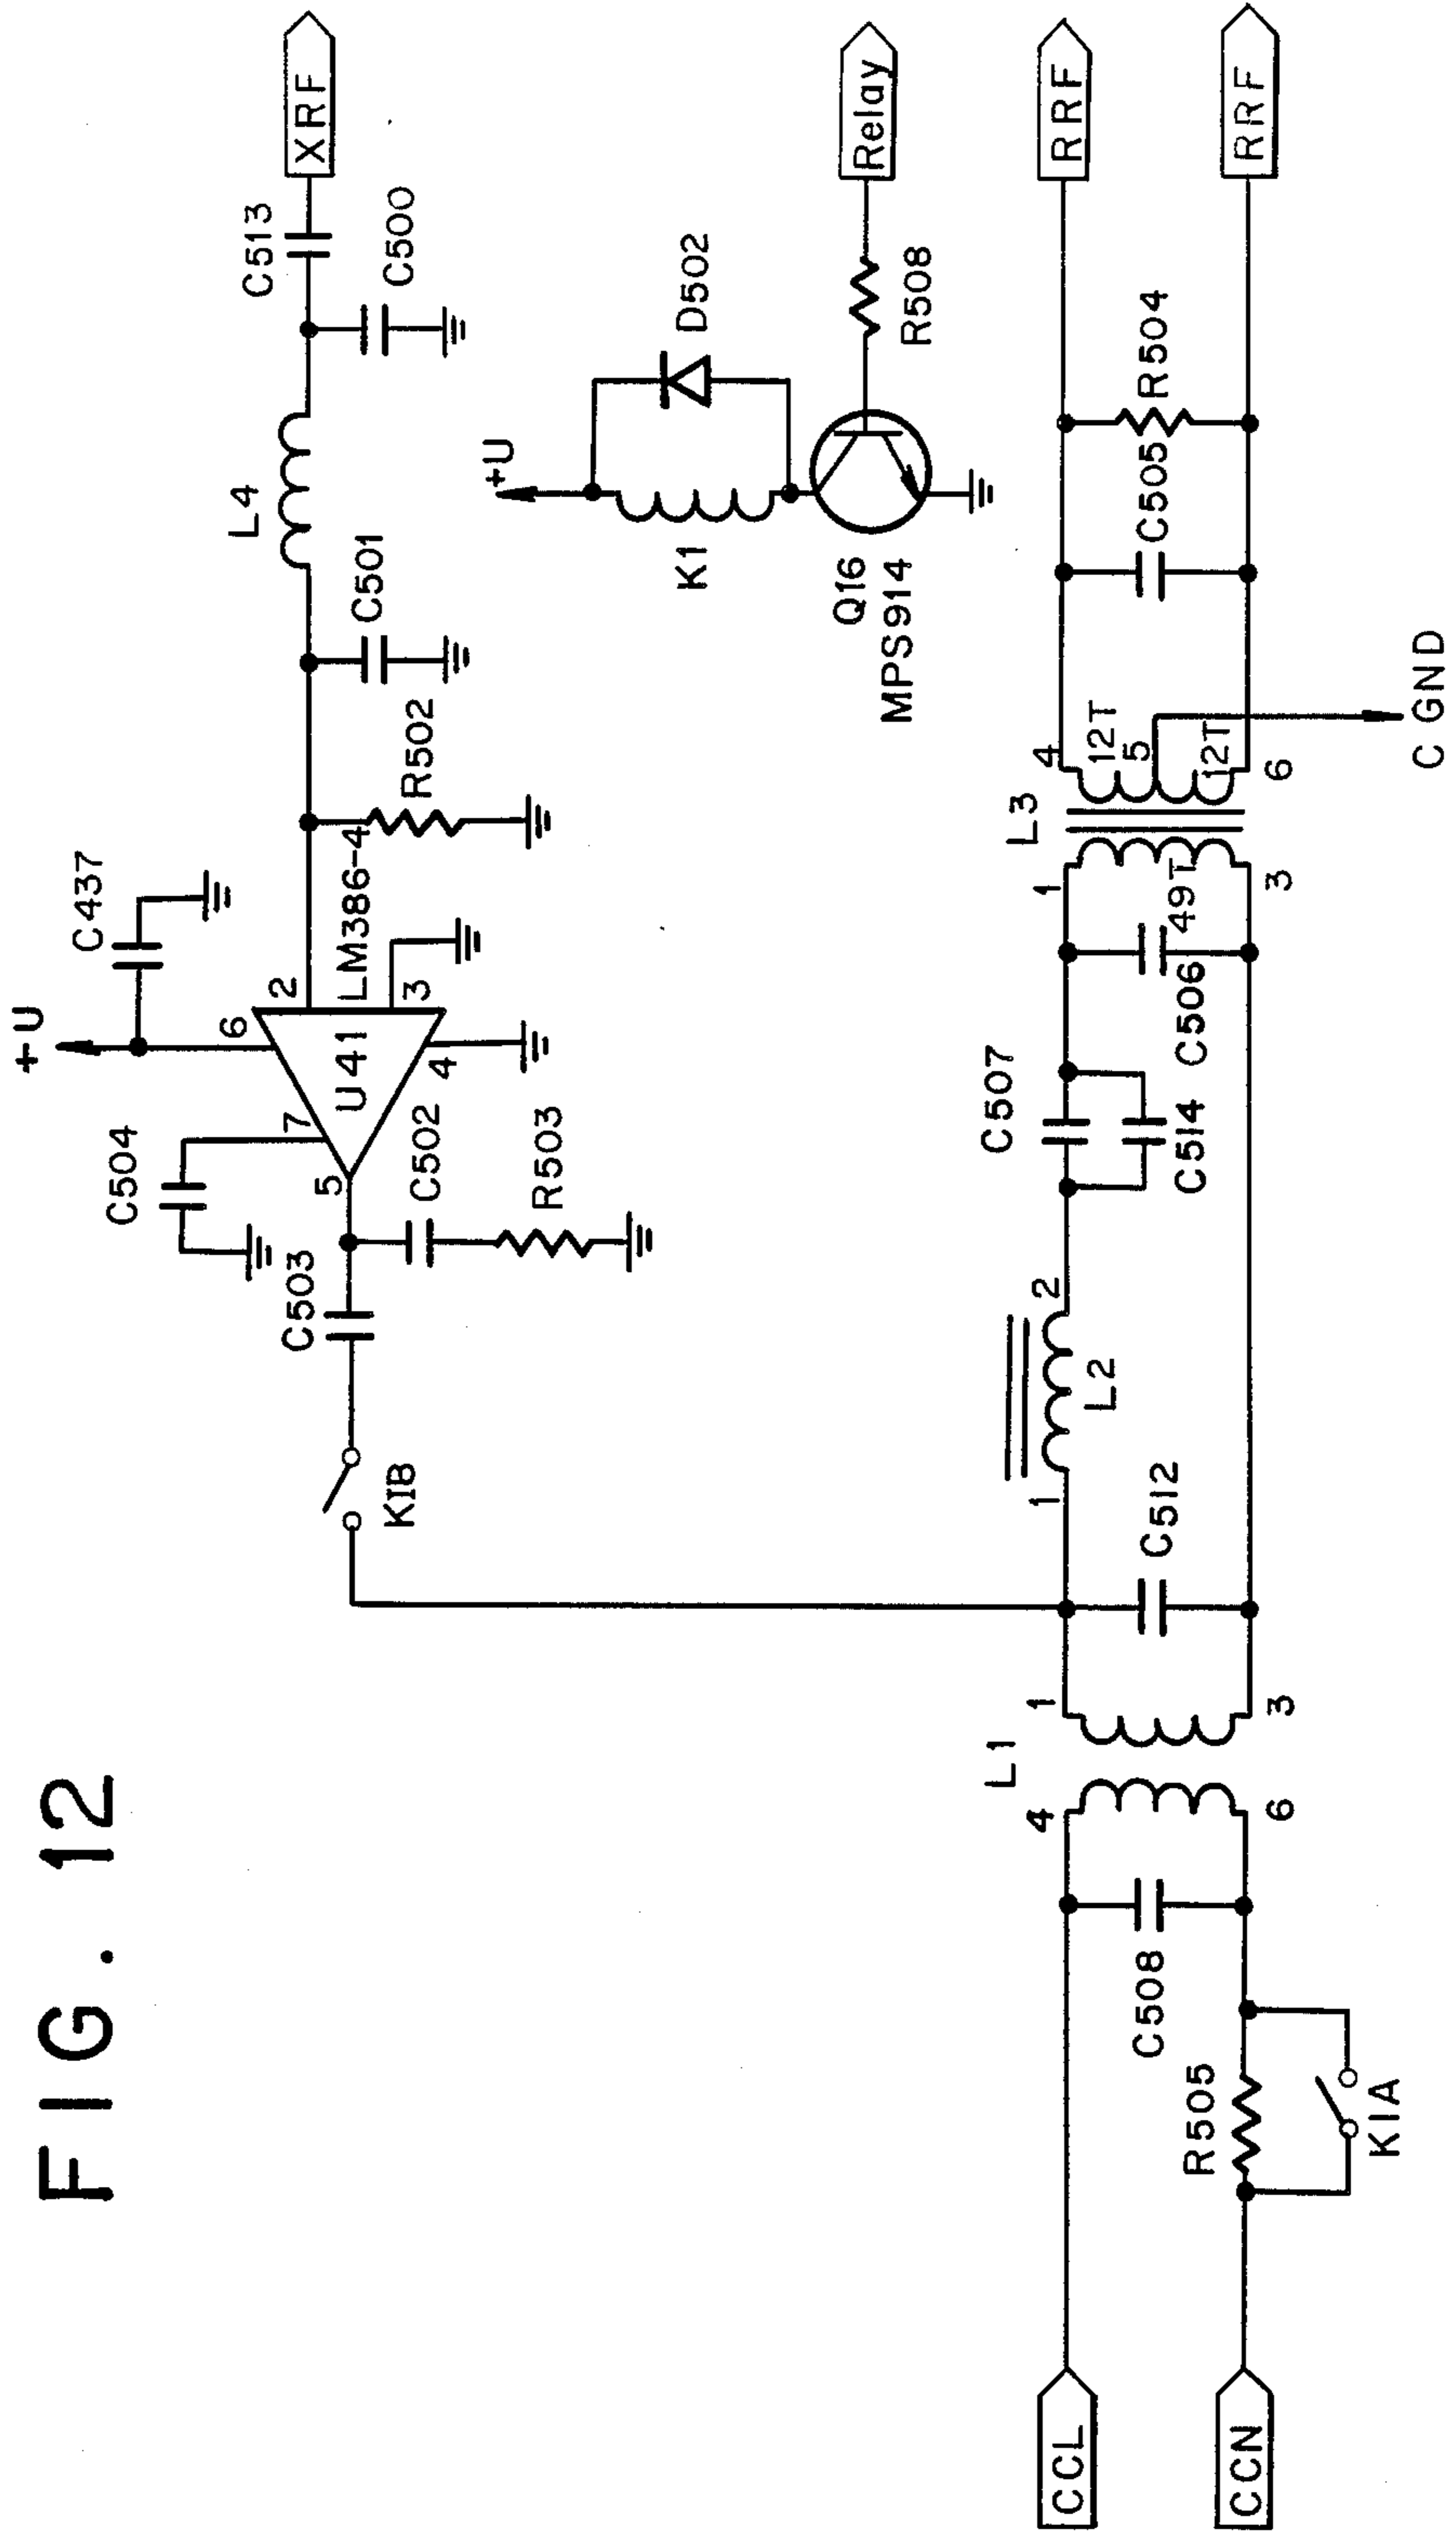 FIG. 12
+U
C437
C504
6
7
U41
2
LM386-4
3
4
5
C503
C502
R503
R502
C501
L4
C500
C513
XRF
K1B
+U
K1
D502
Q16
MPS914
R508
Relay
CCL
CCN
R505
K1A
C508
4
L1
1
6
3
C512
1
L2
2
C507
C514
C506
1
49T
3
L3
4
12T
5
12T
6
C GND
C505
R504
RRF
RRF